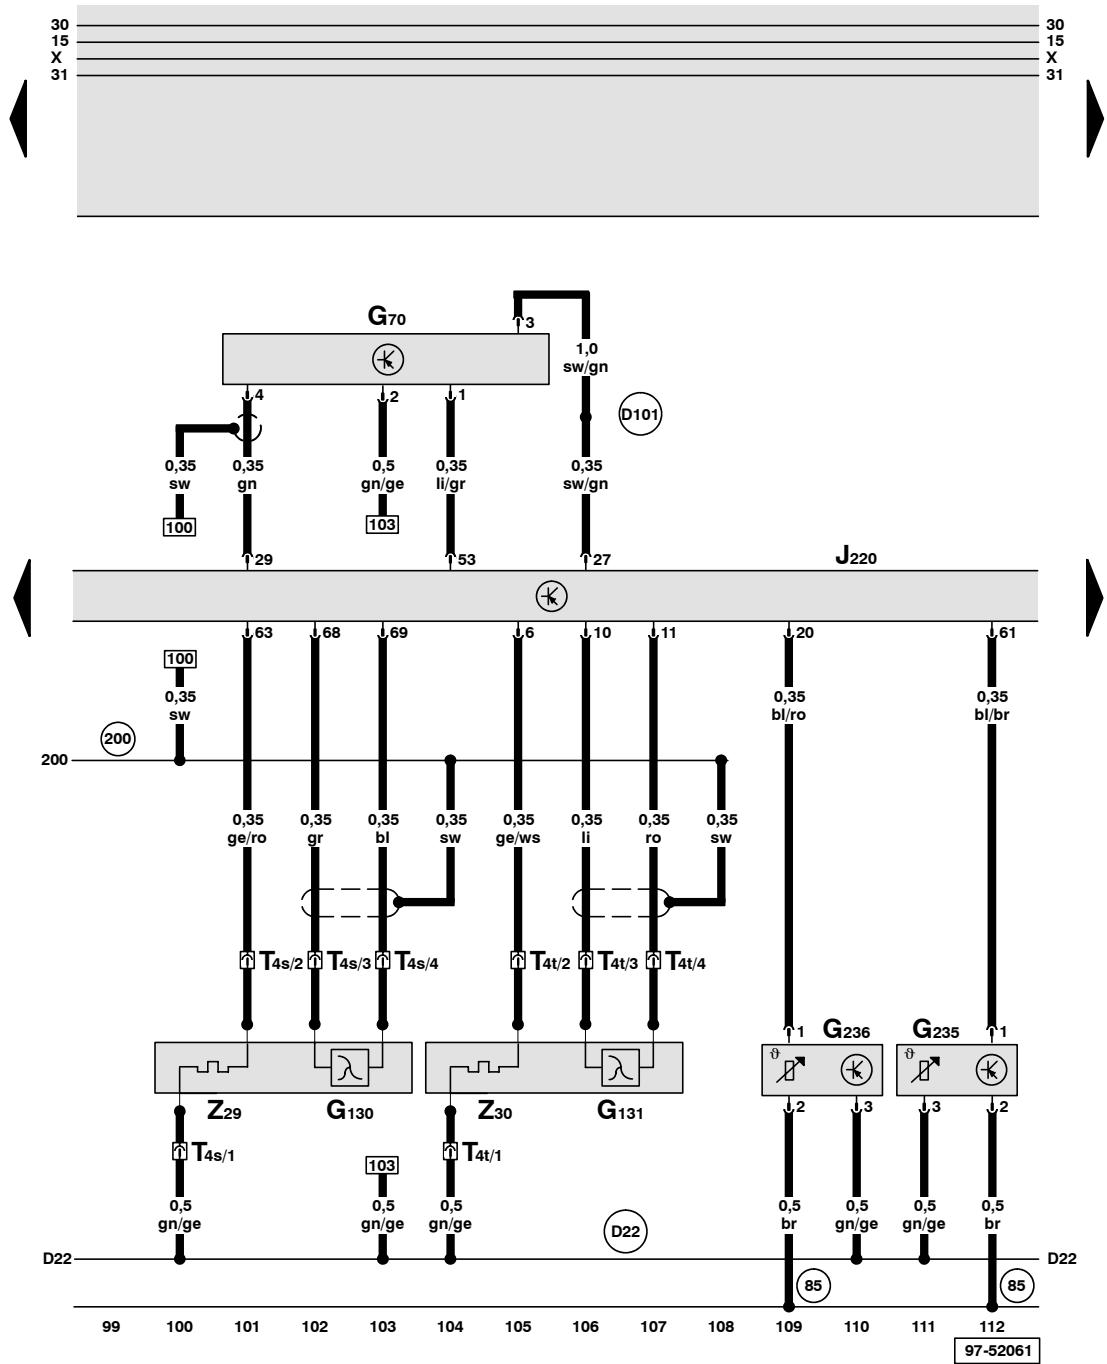 30 30
15 15
X X
31 31
G70
3
1,0
sw/gn
4 2 1
D101
0,35 0,35 0,5 0,35 0,35
sw gn gn/ge li/gr sw/gn
100 103
29 53 27
J220
63 68 69 6 10 11 20 61
100
0,35 0,35 0,35
sw bl/ro bl/br
200
200
0,35 0,35 0,35 0,35 0,35 0,35 0,35 0,35
ge/ro gr bl sw ge/ws li ro sw
T4s/2 T4s/3 T4s/4 T4t/2 T4t/3 T4t/4
1 G236 G235 1
ϑ ϑ
Z29 G130 Z30 G131
2 3 3 2
T4s/1 T4t/1
103
0,5 0,5 0,5 0,5 0,5 0,5 0,5
gn/ge gn/ge gn/ge br gn/ge gn/ge br
D22
D22 D22
85 85
99 100 101 102 103 104 105 106 107 108 109 110 111 112
97-52061